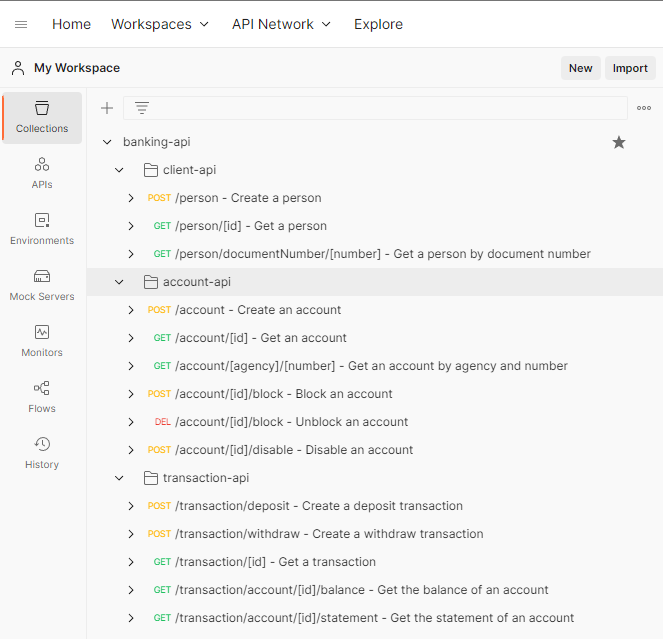 Home Workspaces API Network Explore
My Workspace New Import
Collections
APIs
Environments
Mock Servers
Monitors
Flows
History
banking-api
client-api
POST /person - Create a person
GET /person/[id] - Get a person
GET /person/documentNumber/[number] - Get a person by document number
account-api
POST /account - Create an account
GET /account/[id] - Get an account
GET /account/[agency]/[number] - Get an account by agency and number
POST /account/[id]/block - Block an account
DEL /account/[id]/block - Unblock an account
POST /account/[id]/disable - Disable an account
transaction-api
POST /transaction/deposit - Create a deposit transaction
POST /transaction/withdraw - Create a withdraw transaction
GET /transaction/[id] - Get a transaction
GET /transaction/account/[id]/balance - Get the balance of an account
GET /transaction/account/[id]/statement - Get the statement of an account